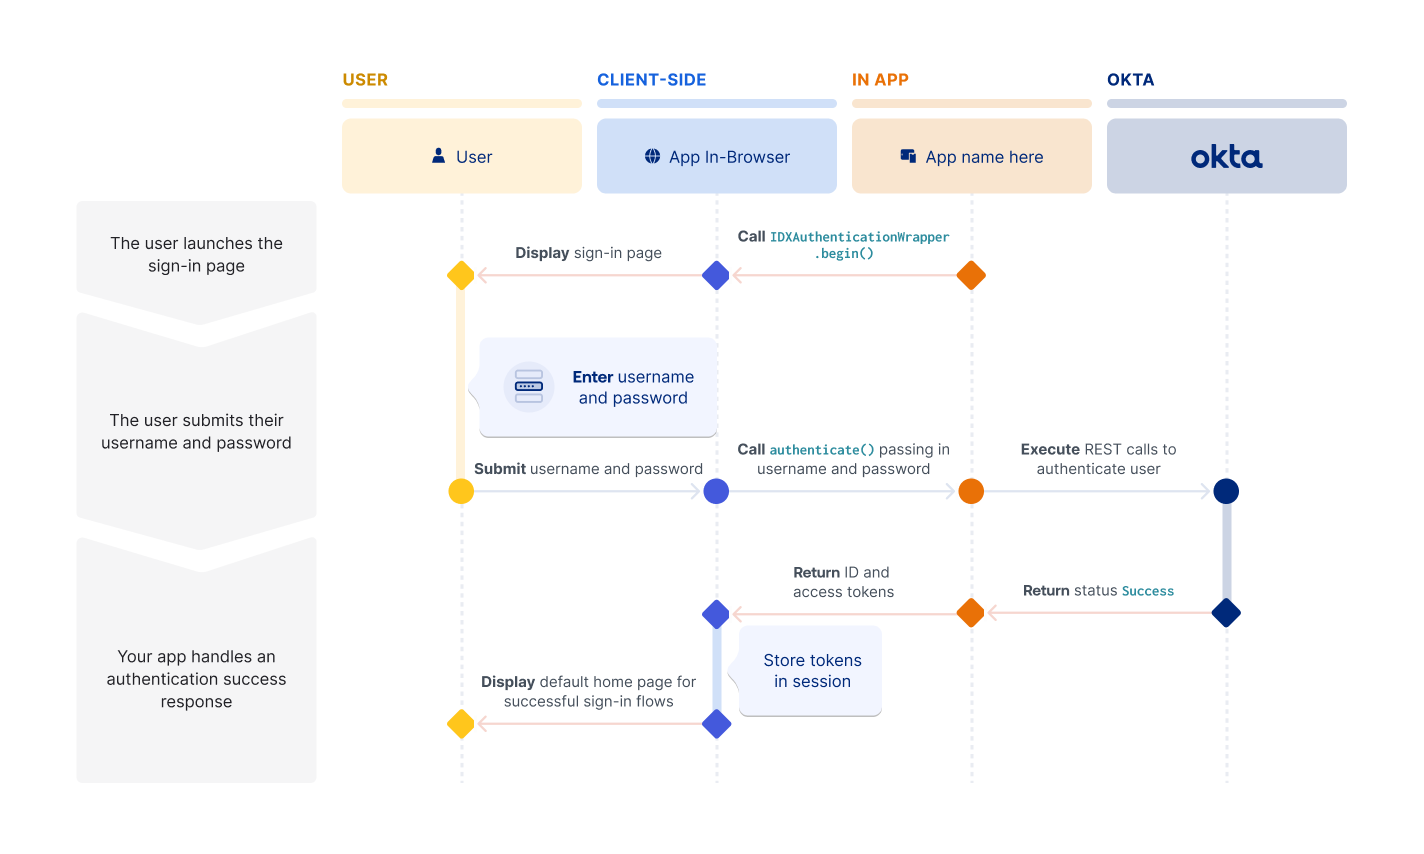 USER
CLIENT-SIDE
IN APP
OKTA
User
App In-Browser
App name here
okta
The user launches the
sign-in page
Display sign-in page
Call IDXAuthenticationWrapper
.begin()
The user submits their
username and password
Enter username
and password
Submit username and password
Call authenticate() passing in
username and password
Execute REST calls to
authenticate user
Your app handles an
authentication success
response
Return status Success
Return ID and
access tokens
Store tokens
in session
Display default home page for
successful sign-in flows